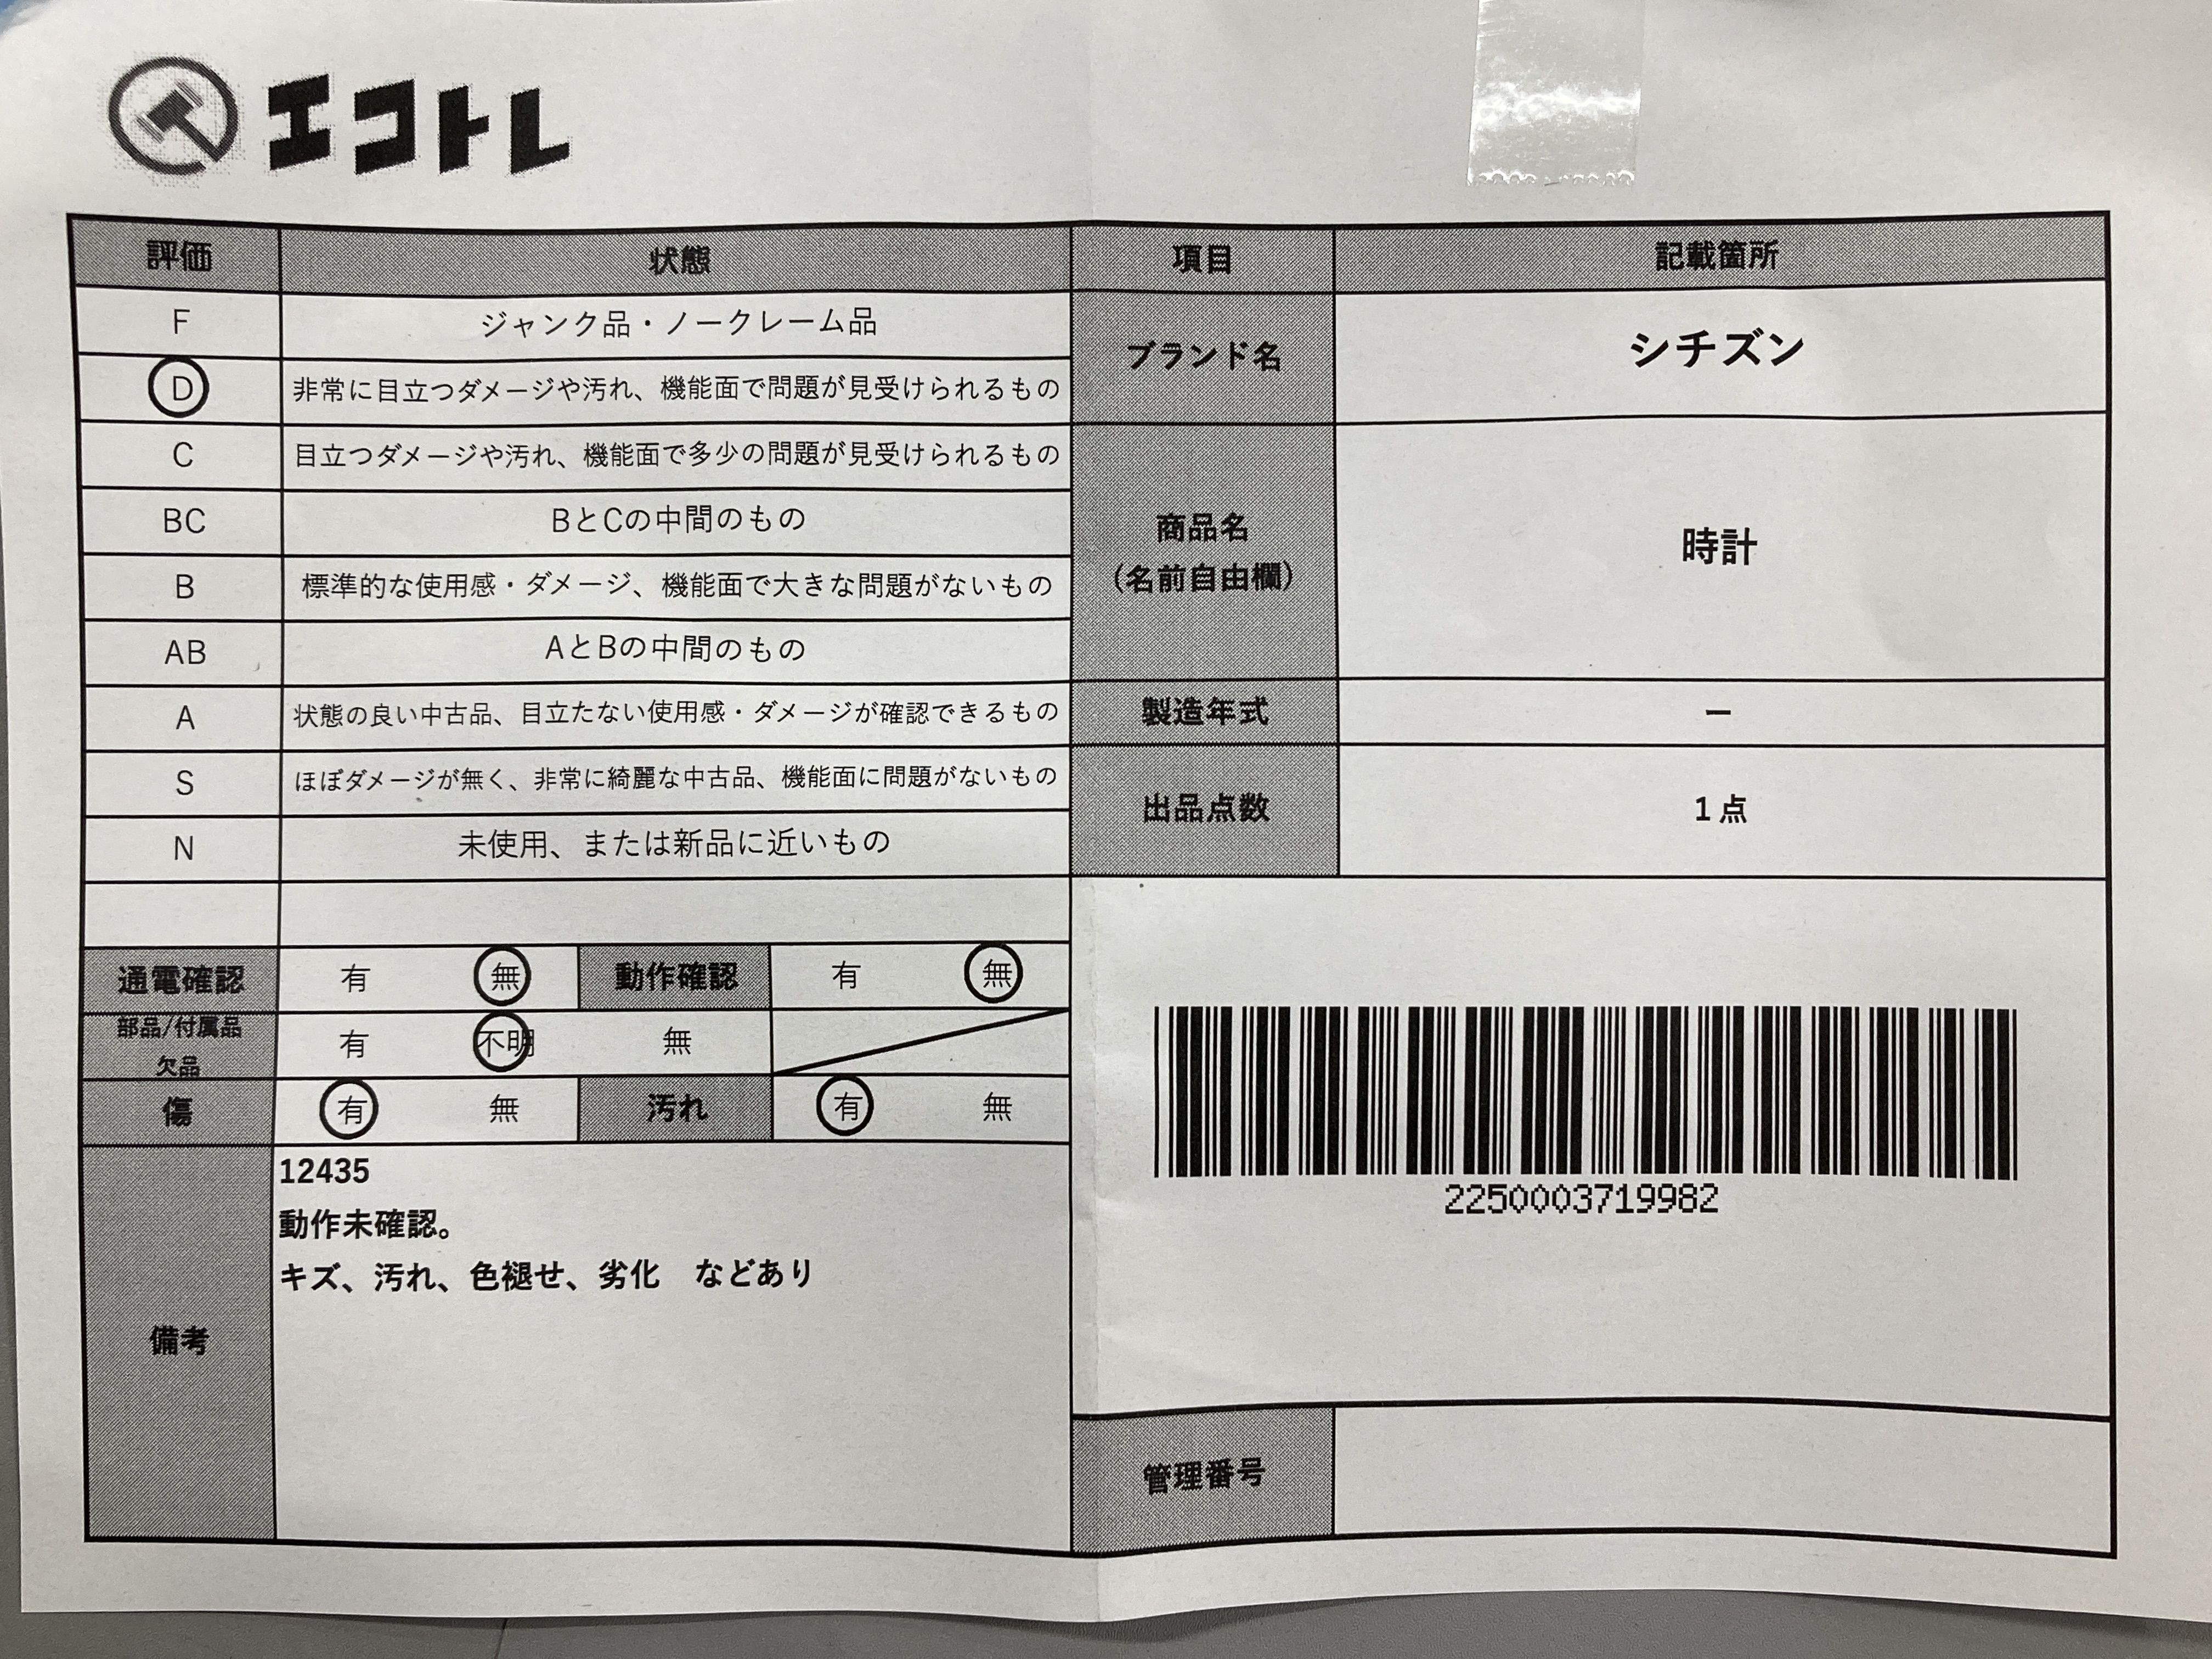 エコトレ
評価 状態 項目 記載箇所
F ジャンク品・ノークレーム品
D 非常に目立つダメージや汚れ、機能面で問題が見受けられるもの
ブランド名 シチズン
C 目立つダメージや汚れ、機能面で多少の問題が見受けられるもの
BC BとCの中間のもの
B 標準的な使用感・ダメージ、機能面で大きな問題がないもの
AB AとBの中間のもの
商品名
(名前自由欄)
時計
A 状態の良い中古品、目立たない使用感・ダメージが確認できるもの
製造年式 ー
S ほぼダメージが無く、非常に綺麗な中古品、機能面に問題がないもの
N 未使用、または新品に近いもの
出品点数 1点
通電確認 有 無 動作確認 有 無
部品/付属品
欠品
有 不明 無
傷 有 無 汚れ 有 無
備考
12435
動作未確認。
キズ、汚れ、色褪せ、劣化 などあり
2250003719982
管理番号